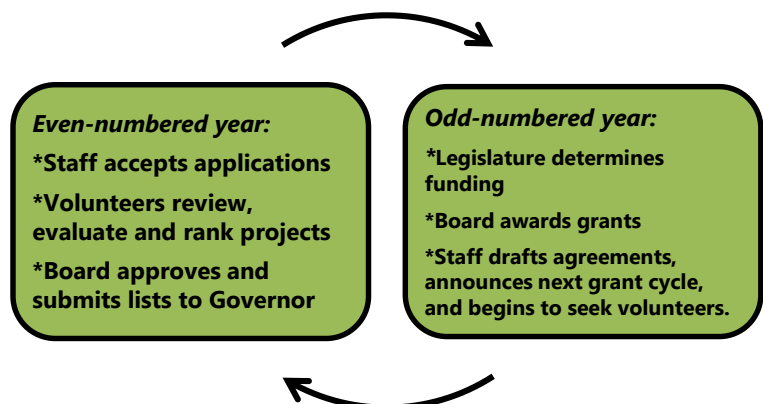 Even-numbered year:
*Staff accepts applications
*Volunteers review,
evaluate and rank projects
*Board approves and
submits lists to Governor
Odd-numbered year:
*Legislature determines
funding
*Board awards grants
*Staff drafts agreements,
announces next grant cycle,
and begins to seek volunteers.